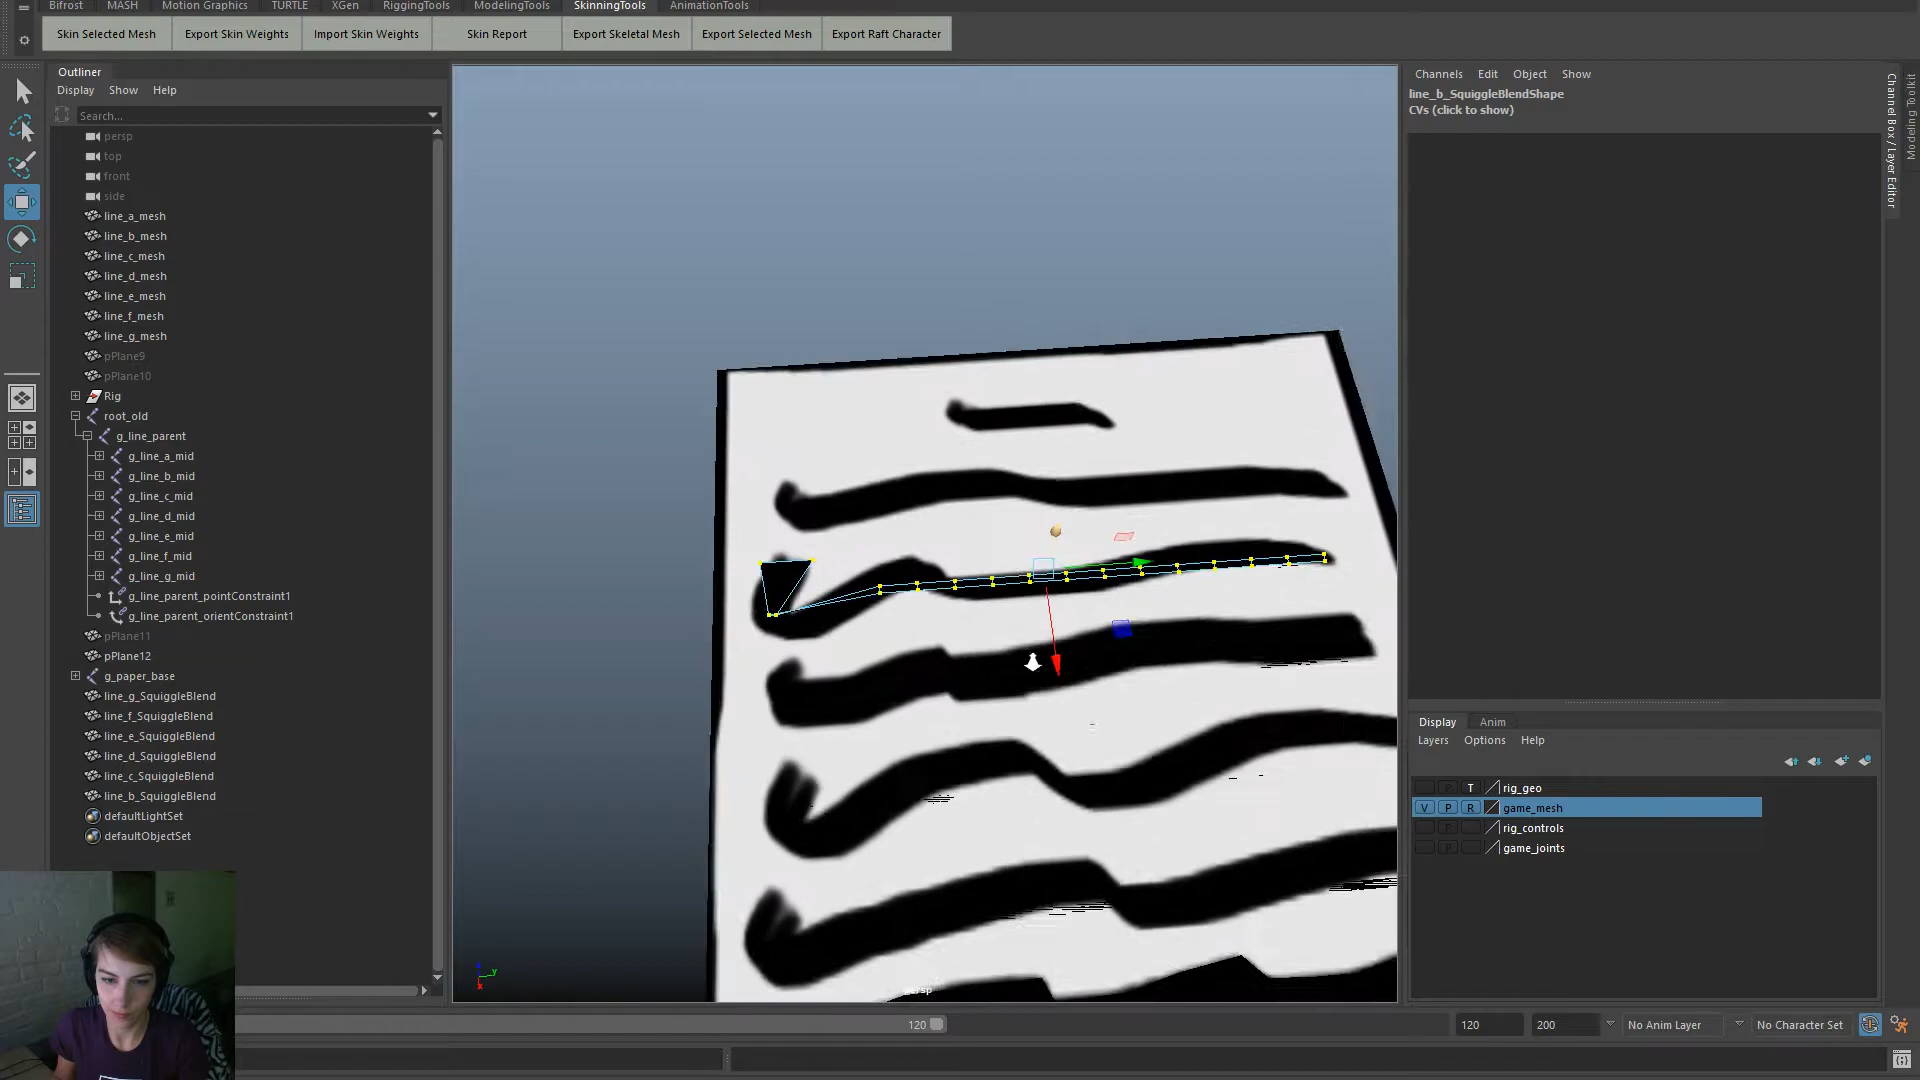 Bifrost MASH Motion Graphics TURTLE XGen RiggingTools ModelingTools SkinningTools AnimationTools
Skin Selected Mesh Export Skin Weights Import Skin Weights Skin Report Export Skeletal Mesh Export Selected Mesh Export Raft Character
Outliner
Display Show Help
Search...
persp
top
front
side
line_a_mesh
line_b_mesh
line_c_mesh
line_d_mesh
line_e_mesh
line_f_mesh
line_g_mesh
pPlane9
pPlane10
Rig
root_old
g_line_parent
g_line_a_mid
g_line_b_mid
g_line_c_mid
g_line_d_mid
g_line_e_mid
g_line_f_mid
g_line_g_mid
g_line_parent_pointConstraint1
g_line_parent_orientConstraint1
pPlane11
pPlane12
g_paper_base
line_g_SquiggleBlend
line_f_SquiggleBlend
line_e_SquiggleBlend
line_d_SquiggleBlend
line_c_SquiggleBlend
line_b_SquiggleBlend
defaultLightSet
defaultObjectSet
y
x
persp
Channels Edit Object Show
line_b_SquiggleBlendShape
CVs (click to show)
Channel Box / Layer Editor
Modeling Toolkit
Display Anim
Layers Options Help
T rig_geo
V P R game_mesh
P rig_controls
P game_joints
120 120 200 No Anim Layer No Character Set